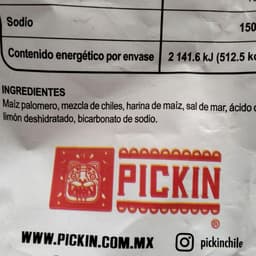 Sodio 150
Contenido energético por envase 2 141.6 kJ (512.5 k
INGREDIENTES
Maíz palomero, mezcla de chiles, harina de maíz, sal de mar, ácido
limón deshidratado, bicarbonato de sodio.
PICKIN
®
WWW.PICKIN.COM.MX pickinchile